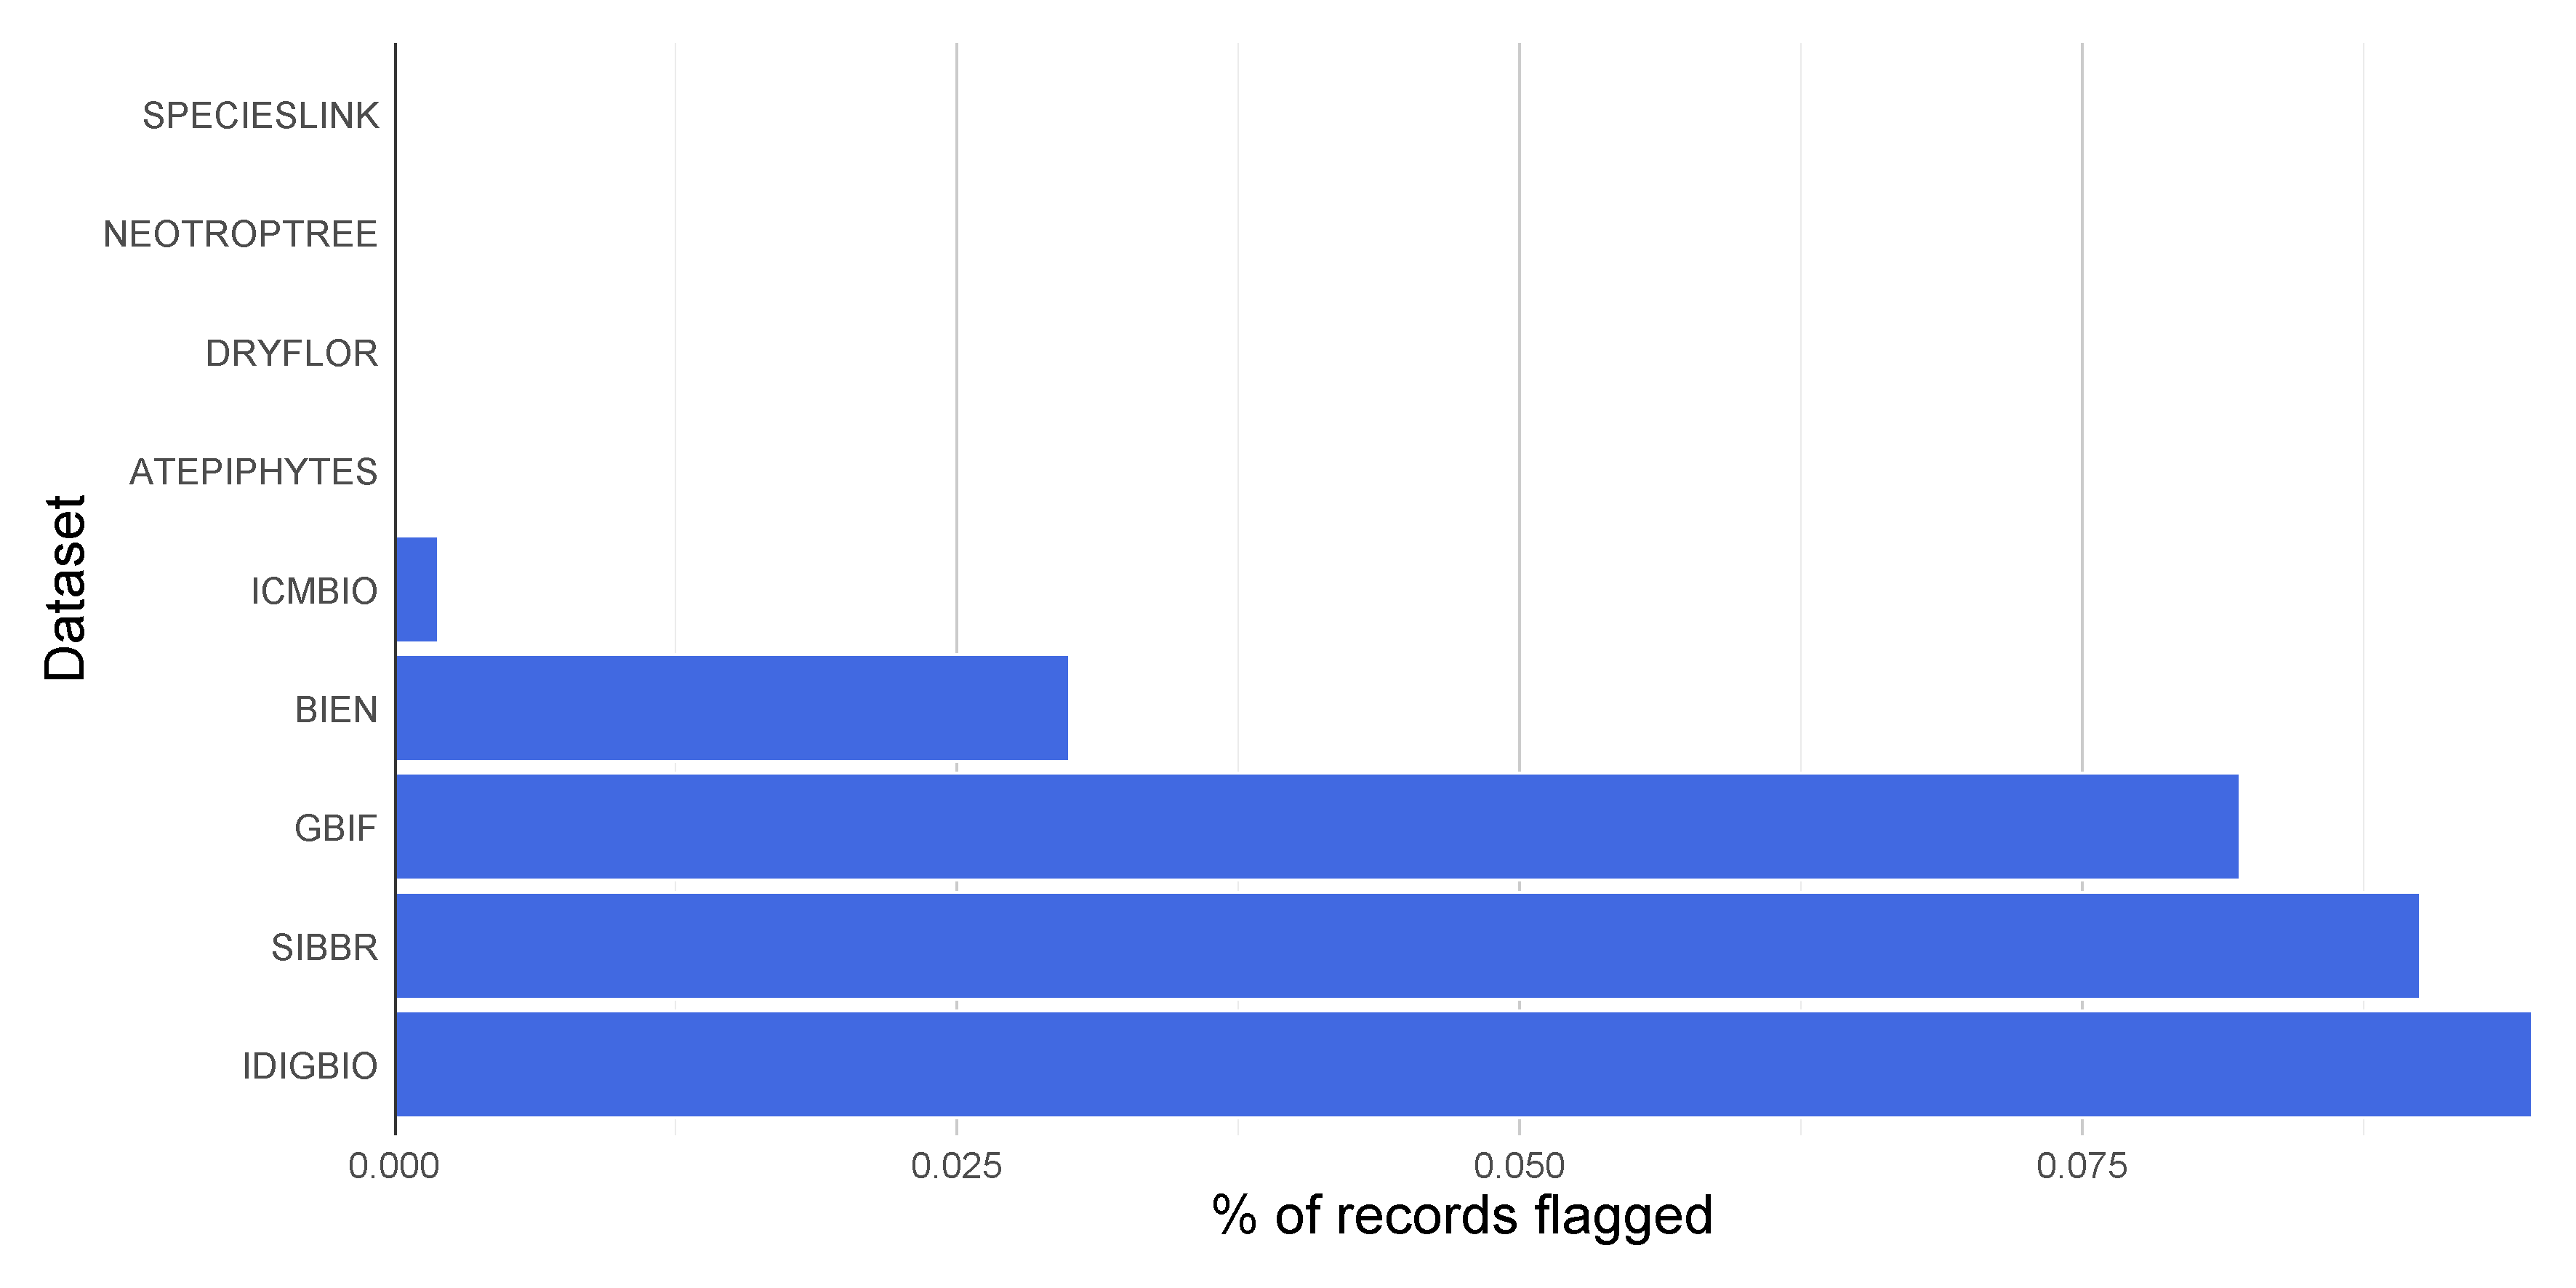 SPECIESLINK
NEOTROPTREE
DRYFLOR
ATEPIPHYTES
ICMBIO
BIEN
GBIF
SIBBR
IDIGBIO
Dataset
0.000 0.025 0.050 0.075
% of records flagged